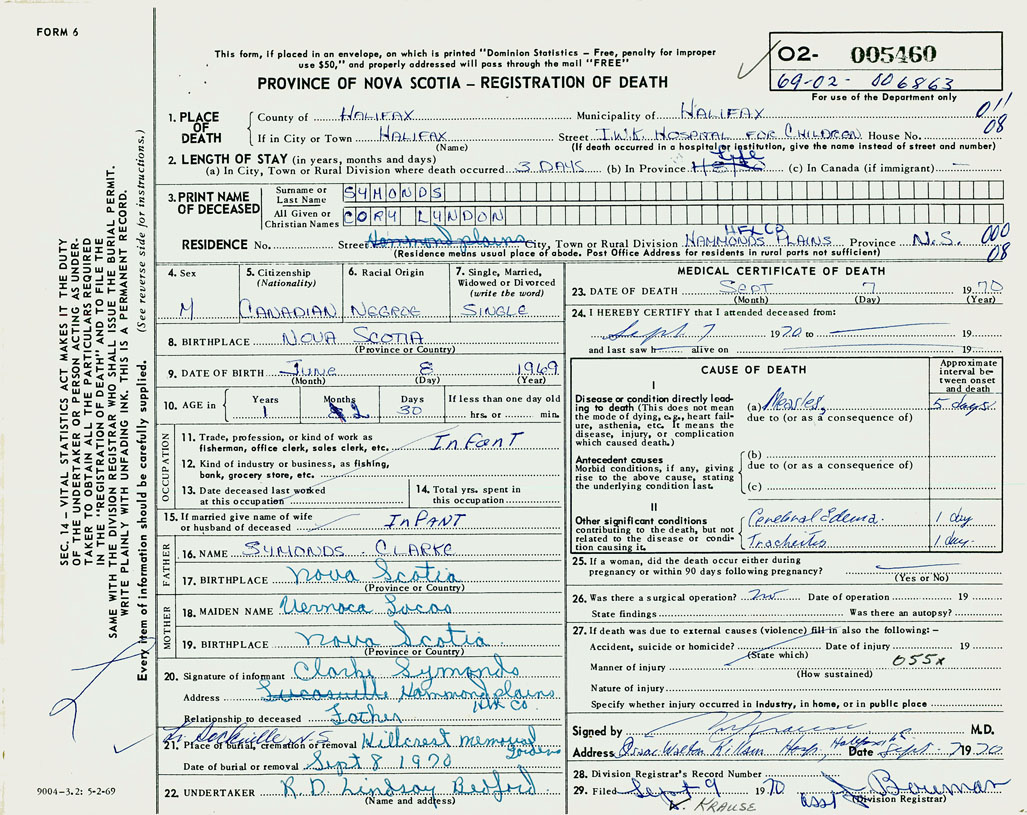 FORM 6
This form, if placed in an envelope, on which is printed "Dominion Statistics – Free, penalty for improper
use $50," and properly addressed will pass through the mail "FREE"
PROVINCE OF NOVA SCOTIA – REGISTRATION OF DEATH
O2- 005460
69-02- 006863
For use of the Department only
1. PLACE OF DEATH
County of HALIFAX Municipality of HALIFAX 011
If in City or Town HALIFAX Street I.W.K. HOSPITAL FOR CHILDREN House No. 08
(Name) (If death occurred in a hospital or institution, give the name instead of street and number)
2. LENGTH OF STAY (in years, months and days) Life
(a) In City, Town or Rural Division where death occurred 3 DAYS (b) In Province (c) In Canada (if immigrant) —
3. PRINT NAME OF DECEASED
Surname or Last Name SYMONDS
All Given or Christian Names CORY LYNDON
HFLCP
RESIDENCE No. Street Hammond plains City, Town or Rural Division HAMMONDS PLAINS Province N.S. 000
(Residence means usual place of abode. Post Office Address for residents in rural parts not sufficient) 08
4. Sex M
5. Citizenship (Nationality) CANADIAN
6. Racial Origin NEGROE
7. Single, Married, Widowed or Divorced (write the word) SINGLE
8. BIRTHPLACE NOVA SCOTIA
(Province or Country)
9. DATE OF BIRTH June 8 1969
(Month) (Day) (Year)
10. AGE in Years Months Days If less than one day old
1 2 30 hrs. or min.
OCCUPATION
11. Trade, profession, or kind of work as
fisherman, office clerk, sales clerk, etc. INFANT
12. Kind of industry or business, as fishing,
bank, grocery store, etc.
13. Date deceased last worked
at this occupation
14. Total yrs. spent in
this occupation
15. If married give name of wife
or husband of deceased INFANT
FATHER
16. NAME SYMONDS . CLARKE
17. BIRTHPLACE Nova Scotia
(Province or Country)
MOTHER
18. MAIDEN NAME Lucas
19. BIRTHPLACE Nova Scotia
(Province or Country)
20. Signature of informant Clarke Symonds
Address Lucasville Hammond plains
Hfx Co.
Relationship to deceased Father
Sackville N.S.
21. Place of burial, cremation or removal Hillcrest Memorial
Gardens
Date of burial or removal Sept 8 1970
22. UNDERTAKER R. D. Lindsay Bedford
(Name and address)
MEDICAL CERTIFICATE OF DEATH
23. DATE OF DEATH SEPT 7 1970
(Month) (Day) (Year)
24. I HEREBY CERTIFY that I attended deceased from:
Sept. 7 1970 to 19
and last saw h alive on 19
CAUSE OF DEATH
Approximate interval between onset and death
I
Disease or condition directly leading to death (This does not mean the mode of dying, e.g., heart failure, asthenia, etc. It means the disease, injury, or complication which caused death.)
(a) Measles, 5 days.
due to (or as a consequence of)
Antecedent causes
Morbid conditions, if any, giving rise to the above cause, stating the underlying condition last.
(b)
due to (or as a consequence of)
(c)
II
Other significant conditions contributing to the death, but not related to the disease or condition causing it.
Cerebral Edema. 1 day
Tracheitis 1 day.
25. If a woman, did the death occur either during
pregnancy or within 90 days following pregnancy?
(Yes or No)
26. Was there a surgical operation? no Date of operation 19
State findings Was there an autopsy?
27. If death was due to external causes (violence) fill in also the following: –
Accident, suicide or homicide? Date of injury 19
(State which) 055x
Manner of injury
(How sustained)
Nature of injury
Specify whether injury occurred in Industry, in home, or in public place
Signed by M.D.
Address Izaac Walton Killam Hosp, Halifax Date Sept. 7 1970
28. Division Registrar's Record Number
29. Filed Sept 9 1970 asst Bowman
(Division Registrar)
KRAUSE
SEC. 14 – VITAL STATISTICS ACT MAKES IT THE DUTY
OF THE UNDERTAKER OR PERSON ACTING AS UNDER-
TAKER TO OBTAIN ALL THE PARTICULARS REQUIRED
IN THE "REGISTRATION OF DEATH" AND TO FILE THE
SAME WITH THE DIVISION REGISTRAR WHO SHALL ISSUE THE BURIAL PERMIT.
WRITE PLAINLY WITH UNFADING INK. THIS IS A PERMANENT RECORD.
Every item of information should be carefully supplied. (See reverse side for instructions.)
9004–3.2: 5-2-69